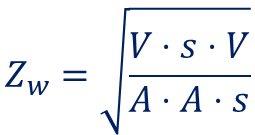 Z_w = √((V · s · V)/(A · A · s))